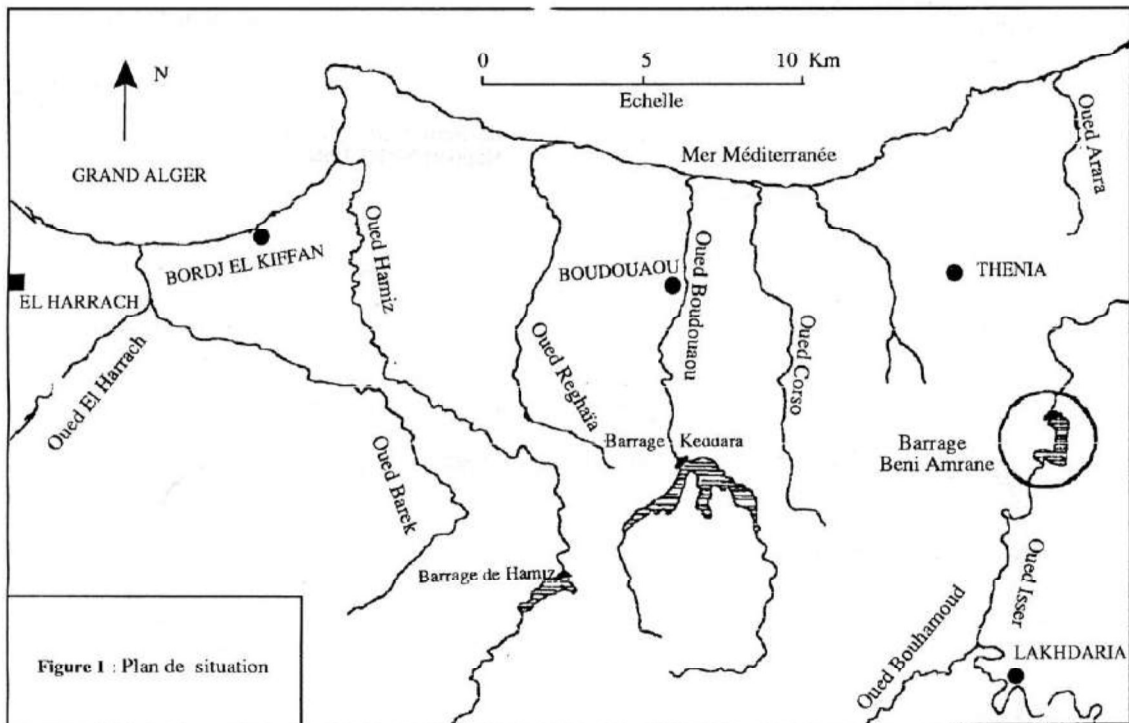 0 5 10 Km
Echelle
N
Mer Méditerranée
GRAND ALGER
Oued Arara
Oued Hamiz
BORDJ EL KIFFAN
BOUDOUAOU
Oued Boudouaou
THENIA
EL HARRACH
Oued El Harrach
Oued Reghaïa
Oued Corso
Barrage Keddara
Barrage
Beni Amrane
Oued Barek
Barrage de Hamiz
Oued Isser
Oued Bouhamoud
LAKHDARIA
Figure 1 : Plan de situation